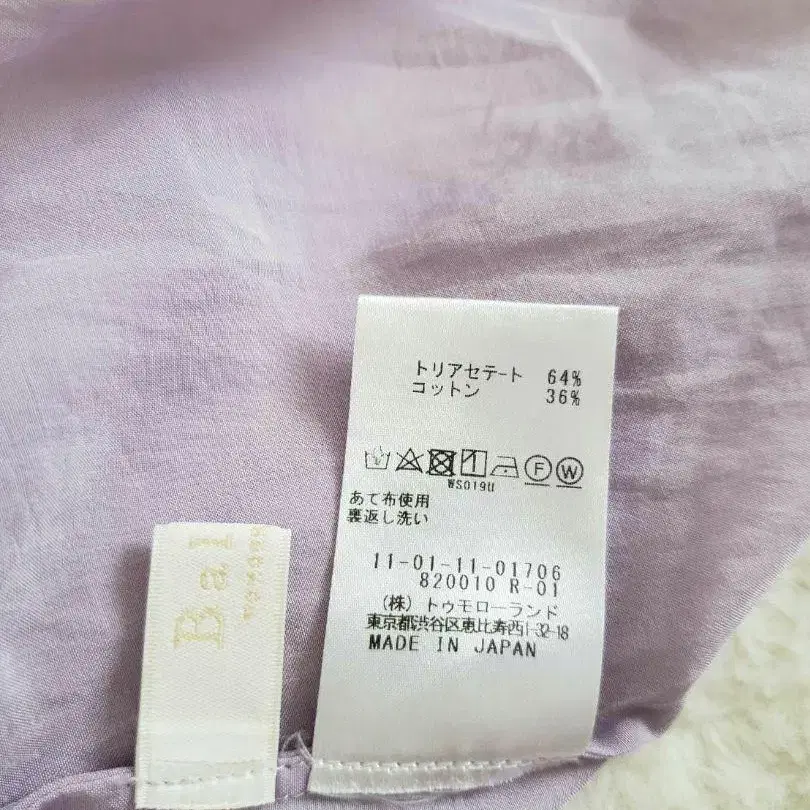 トリアセテート 64%
コットン 36%
WS019U
あて布使用
裏返し洗い
11-01-11-01706
820010 R-01
(株) トゥモローランド
東京都渋谷区恵比寿西1-32-18
MADE IN JAPAN
Bal